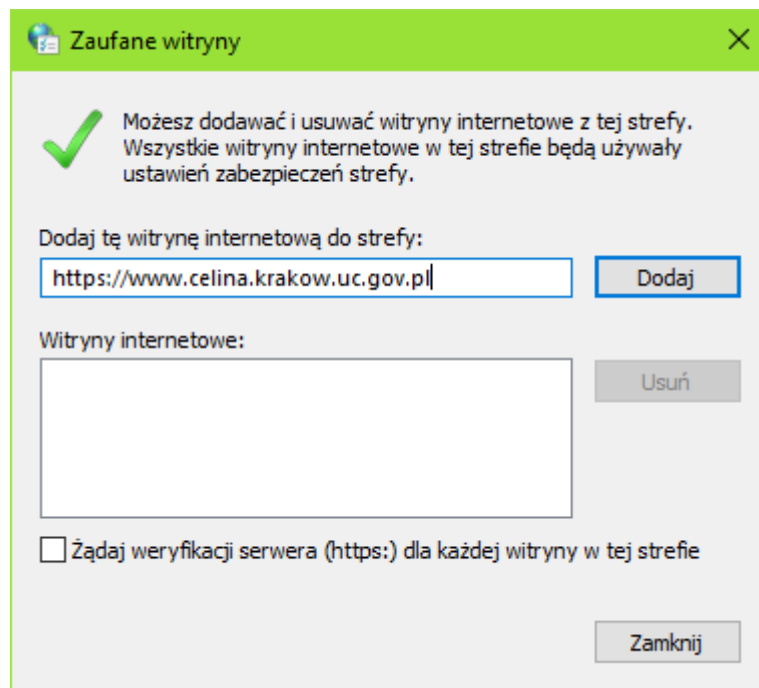 Zaufane witryny
Możesz dodawać i usuwać witryny internetowe z tej strefy.
Wszystkie witryny internetowe w tej strefie będą używały
ustawień zabezpieczeń strefy.
Dodaj tę witrynę internetową do strefy:
https://www.celina.krakow.uc.gov.pl
Dodaj
Witryny internetowe:
Usuń
Żądaj weryfikacji serwera (https:) dla każdej witryny w tej strefie
Zamknij